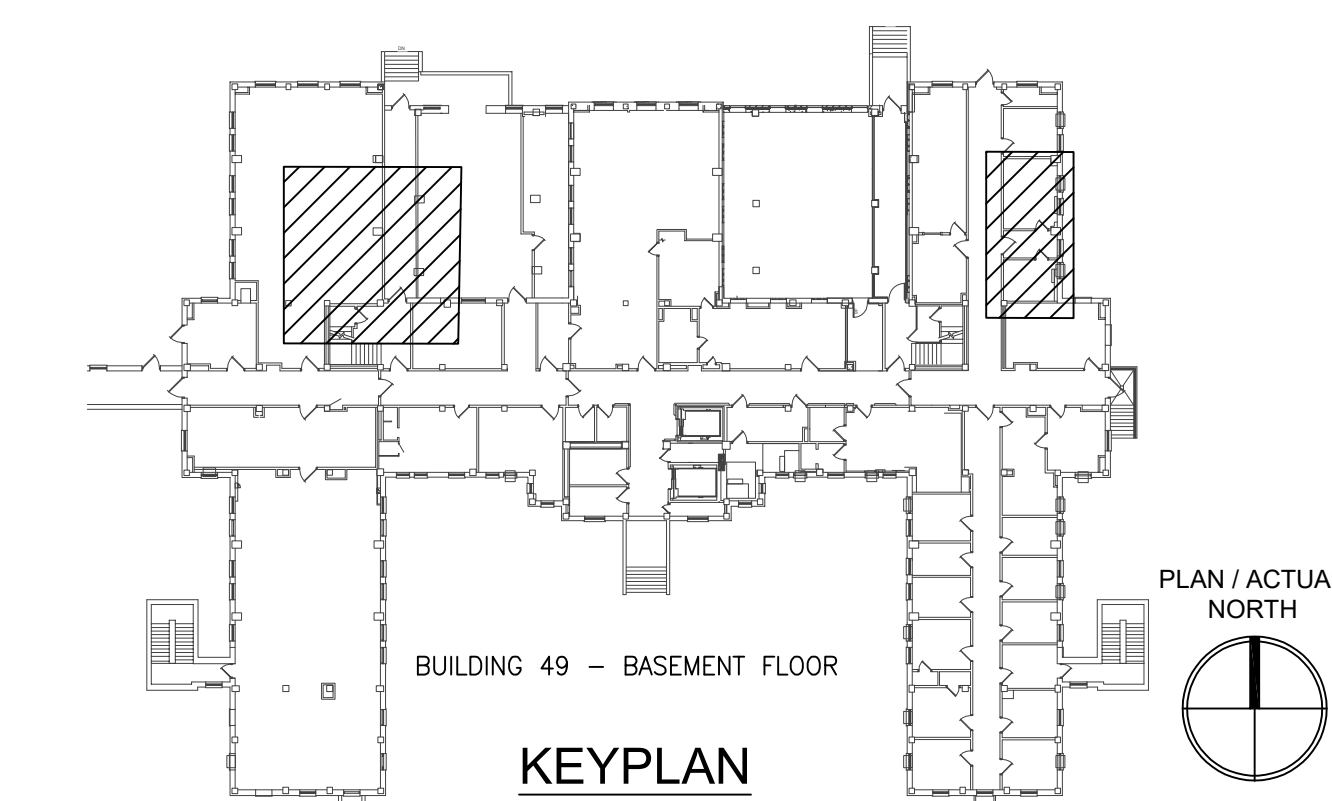 DN
PLAN / ACTUA
NORTH
BUILDING 49 – BASEMENT FLOOR
KEYPLAN